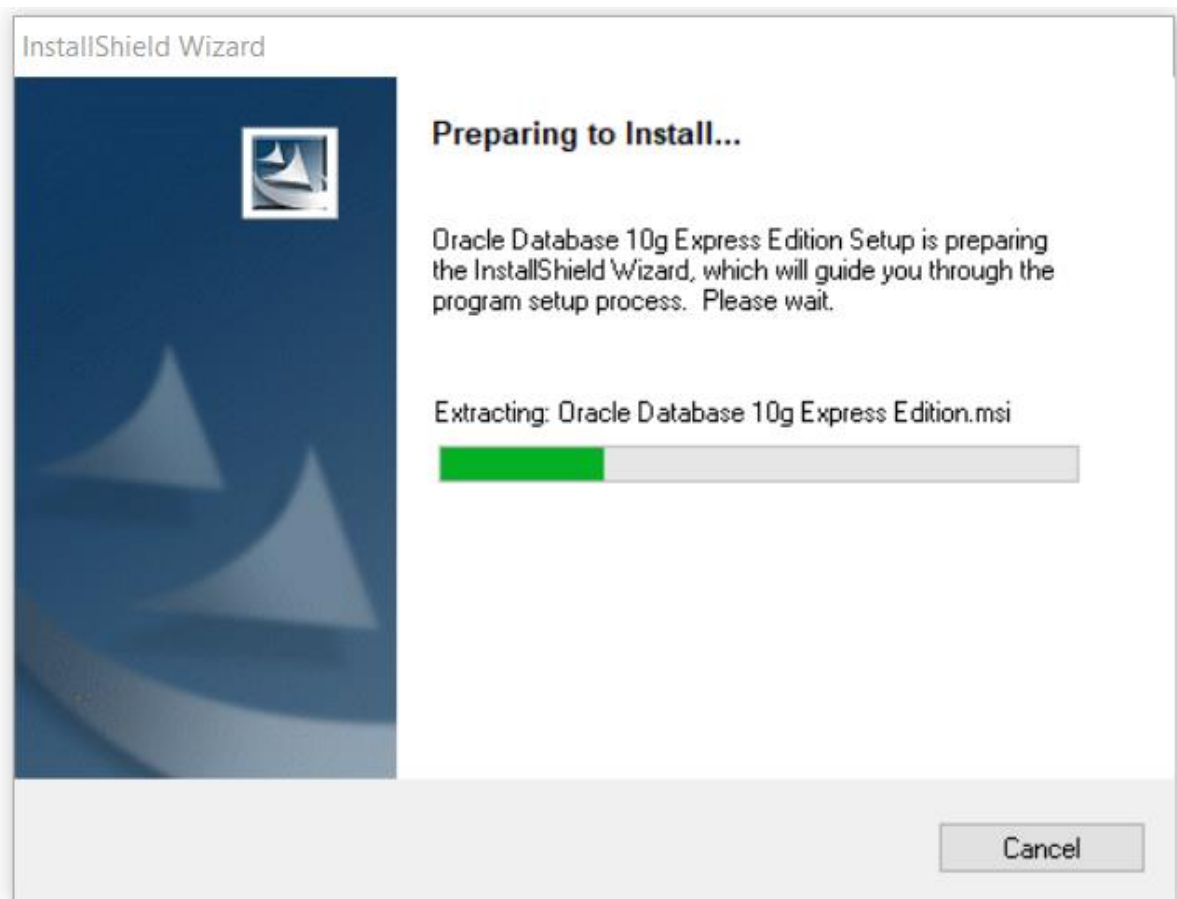 InstallShield Wizard
Preparing to Install...
Oracle Database 10g Express Edition Setup is preparing
the InstallShield Wizard, which will guide you through the
program setup process.  Please wait.
Extracting: Oracle Database 10g Express Edition.msi
Cancel